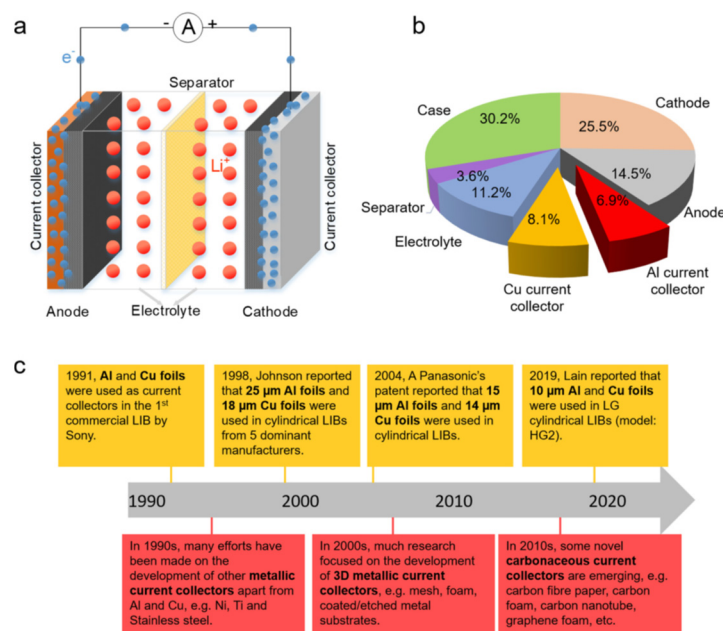 a
- A +
e-
Separator
Current collector
Li+
Current collector
Anode
Electrolyte
Cathode
b
Case
30.2%
Cathode
25.5%
14.5%
Anode
6.9%
Al current
collector
8.1%
Cu current
collector
11.2%
Electrolyte
3.6%
Separator
c
1991, Al and Cu foils
were used as current
collectors in the 1st
commercial LIB by
Sony.
1998, Johnson reported
that 25 µm Al foils and
18 µm Cu foils were
used in cylindrical LIBs
from 5 dominant
manufacturers.
2004, A Panasonic's
patent reported that 15
µm Al foils and 14 µm
Cu foils were used in
cylindrical LIBs.
2019, Lain reported that
10 µm Al and Cu foils
were used in LG
cylindrical LIBs (model:
HG2).
1990
2000
2010
2020
In 1990s, many efforts have
been made on the
development of other metallic
current collectors apart from
Al and Cu, e.g. Ni, Ti and
Stainless steel.
In 2000s, much research
focused on the development
of 3D metallic current
collectors, e.g. mesh, foam,
coated/etched metal
substrates.
In 2010s, some novel
carbonaceous current
collectors are emerging, e.g.
carbon fibre paper, carbon
foam, carbon nanotube,
graphene foam, etc.